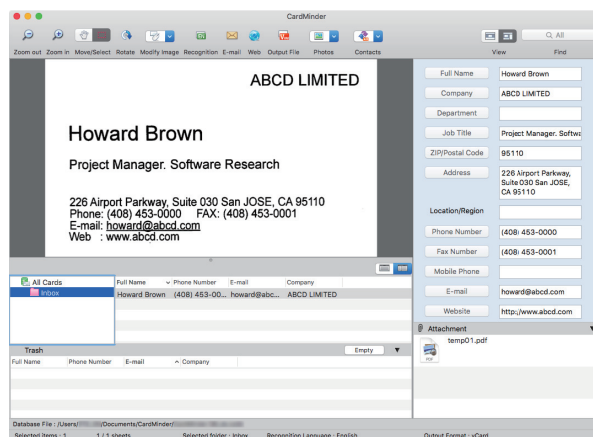 CardMinder
Zoom out Zoom in Move/Select Rotate Modify Image Recognition E-mail Web Output File Photos Contacts View Find
Q All
ABCD LIMITED
Howard Brown
Project Manager. Software Research
226 Airport Parkway, Suite 030 San JOSE, CA 95110
Phone: (408) 453-0000 FAX: (408) 453-0001
E-mail: howard@abcd.com
Web : www.abcd.com
Full Name Howard Brown
Company ABCD LIMITED
Department
Job Title Project Manager. Softwa
ZIP/Postal Code 95110
Address 226 Airport Parkway,
Suite 030 San JOSE,
CA 95110
Location/Region
Phone Number (408) 453-0000
Fax Number (408) 453-0001
Mobile Phone
E-mail howard@abcd.com
Website http://www.abcd.com
Attachment
temp01.pdf
PDF
All Cards
Inbox
Full Name Phone Number E-mail Company
Howard Brown (408) 453-00... howard@abc... ABCD LIMITED
Trash Empty
Full Name Phone Number E-mail Company
Database File : /Users/ /Documents/CardMinder/
Selected items : 1 1 / 1 sheets Selected folder : Inbox Recognition Language : English Output Format : vCard